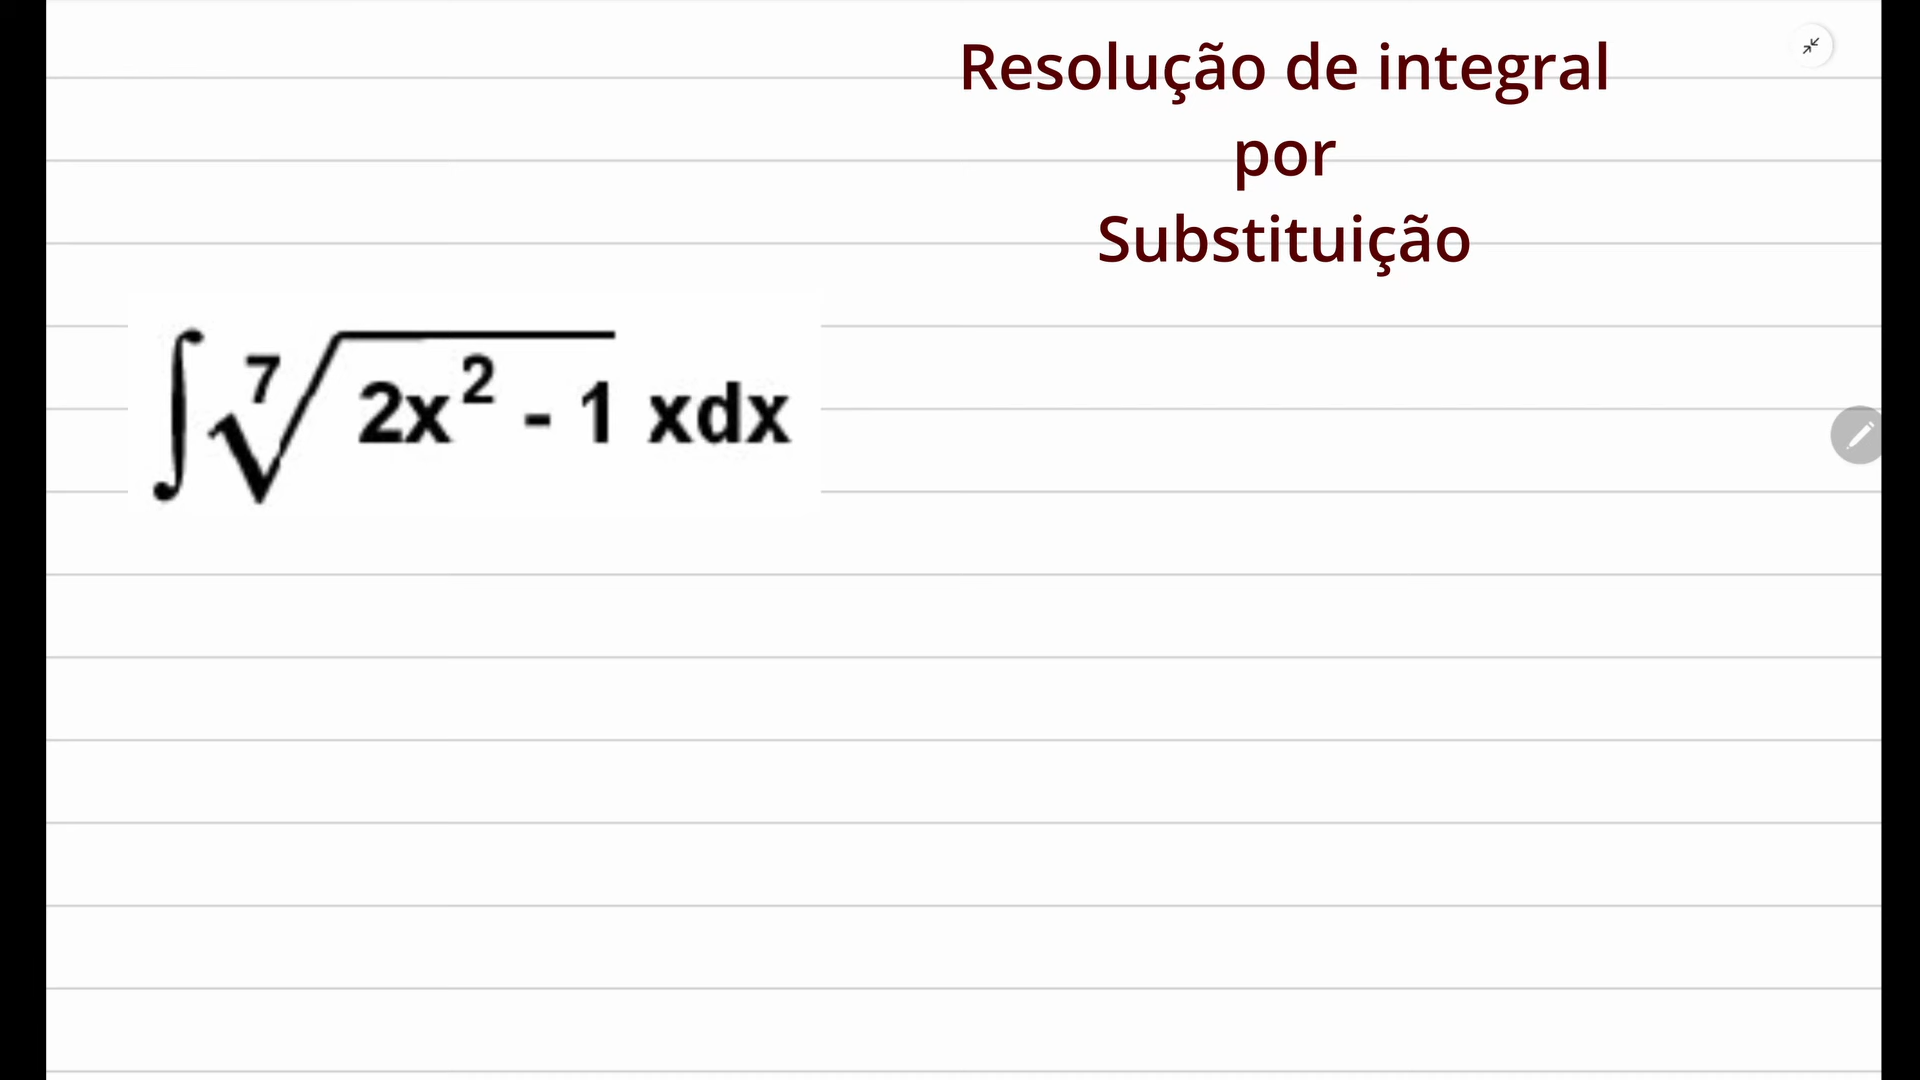 Resolução de integral
por
Substituição
∫ ⁷√(2x² - 1) xdx